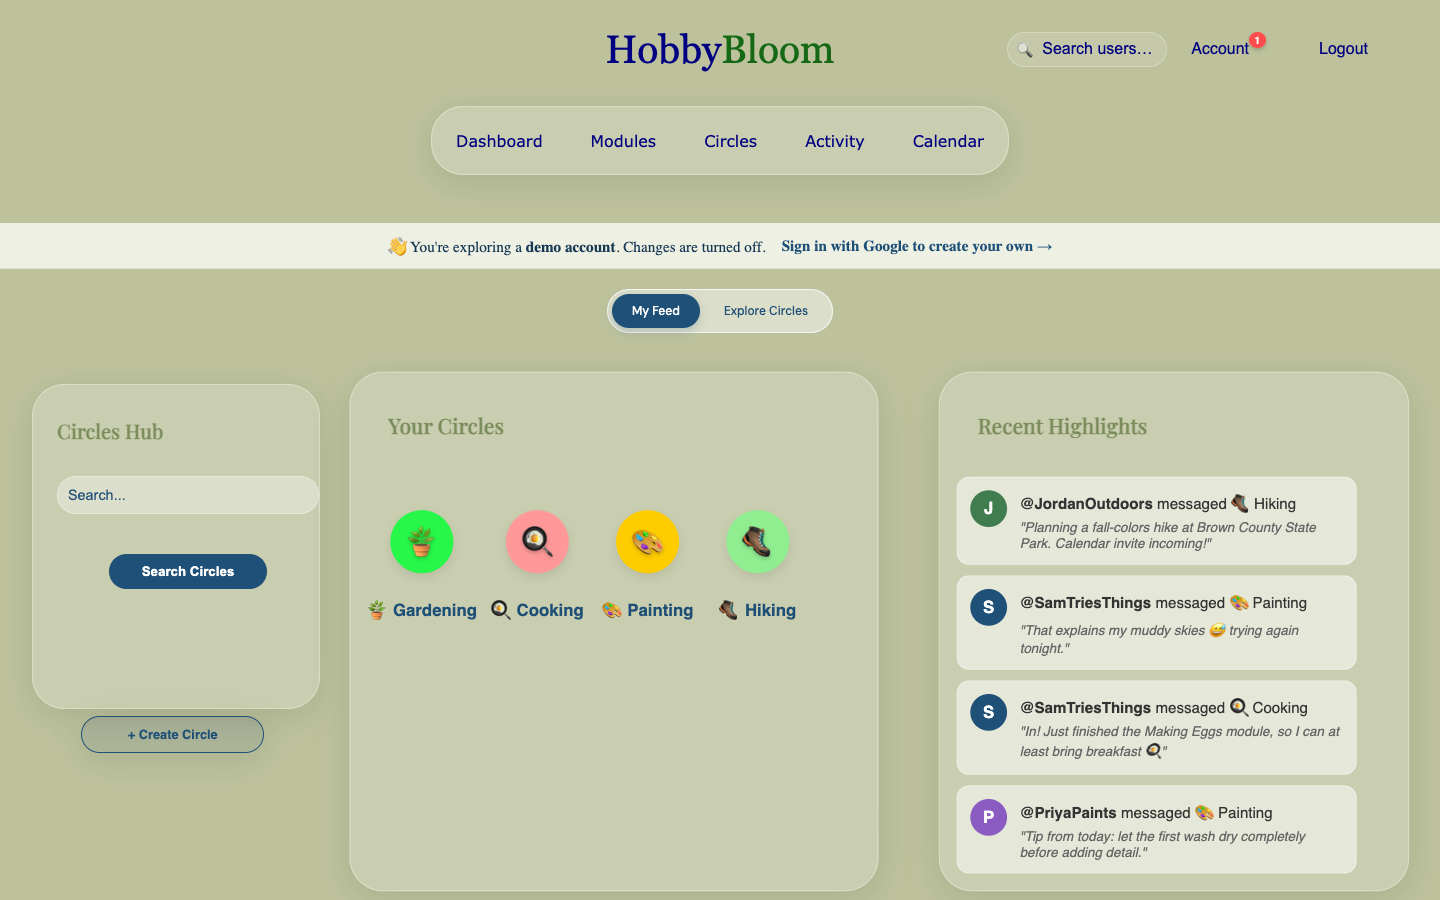 HobbyBloom
Search users...
Account
1
Logout
Dashboard
Modules
Circles
Activity
Calendar
You're exploring a demo account. Changes are turned off.
Sign in with Google to create your own →
My Feed
Explore Circles
Circles Hub
Search...
Search Circles
+ Create Circle
Your Circles
Gardening
Cooking
Painting
Hiking
Recent Highlights
J
@JordanOutdoors messaged 🥾 Hiking
"Planning a fall-colors hike at Brown County State
Park. Calendar invite incoming!"
S
@SamTriesThings messaged 🎨 Painting
"That explains my muddy skies 😅 trying again
tonight."
S
@SamTriesThings messaged 🍳 Cooking
"In! Just finished the Making Eggs module, so I can at
least bring breakfast 🍳"
P
@PriyaPaints messaged 🎨 Painting
"Tip from today: let the first wash dry completely
before adding detail."